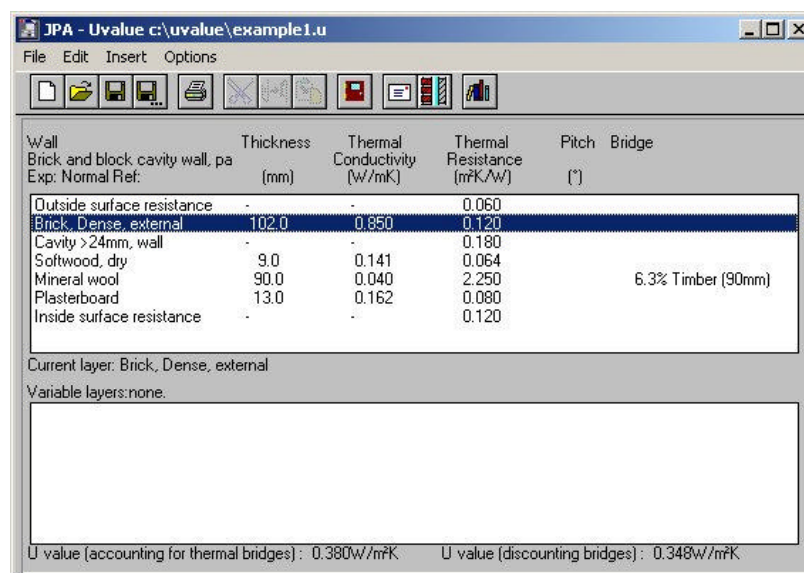 JPA - Uvalue c:\uvalue\example1.u
File Edit Insert Options
Wall Thickness Thermal Thermal Pitch Bridge
Brick and block cavity wall, pa Conductivity Resistance
Exp: Normal Ref: (mm) (W/mK) (m²K/W) (°)
Outside surface resistance - - 0.060
Brick, Dense, external 102.0 0.850 0.120
Cavity >24mm, wall - - 0.180
Softwood, dry 9.0 0.141 0.064
Mineral wool 90.0 0.040 2.250 6.3% Timber (90mm)
Plasterboard 13.0 0.162 0.080
Inside surface resistance - - 0.120
Current layer: Brick, Dense, external
Variable layers:none.
U value (accounting for thermal bridges) : 0.380W/m²K U value (discounting bridges) : 0.348W/m²K